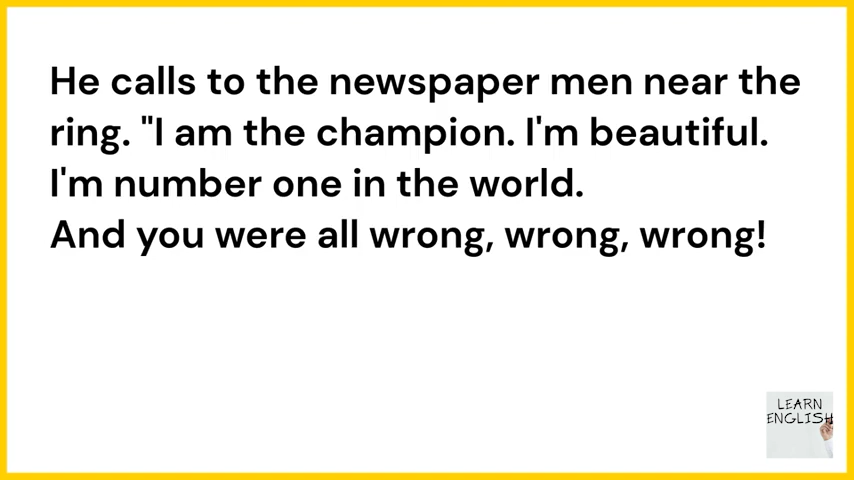 He calls to the newspaper men near the
ring. "I am the champion. I'm beautiful.
I'm number one in the world.
And you were all wrong, wrong, wrong!
LEARN
ENGLISH